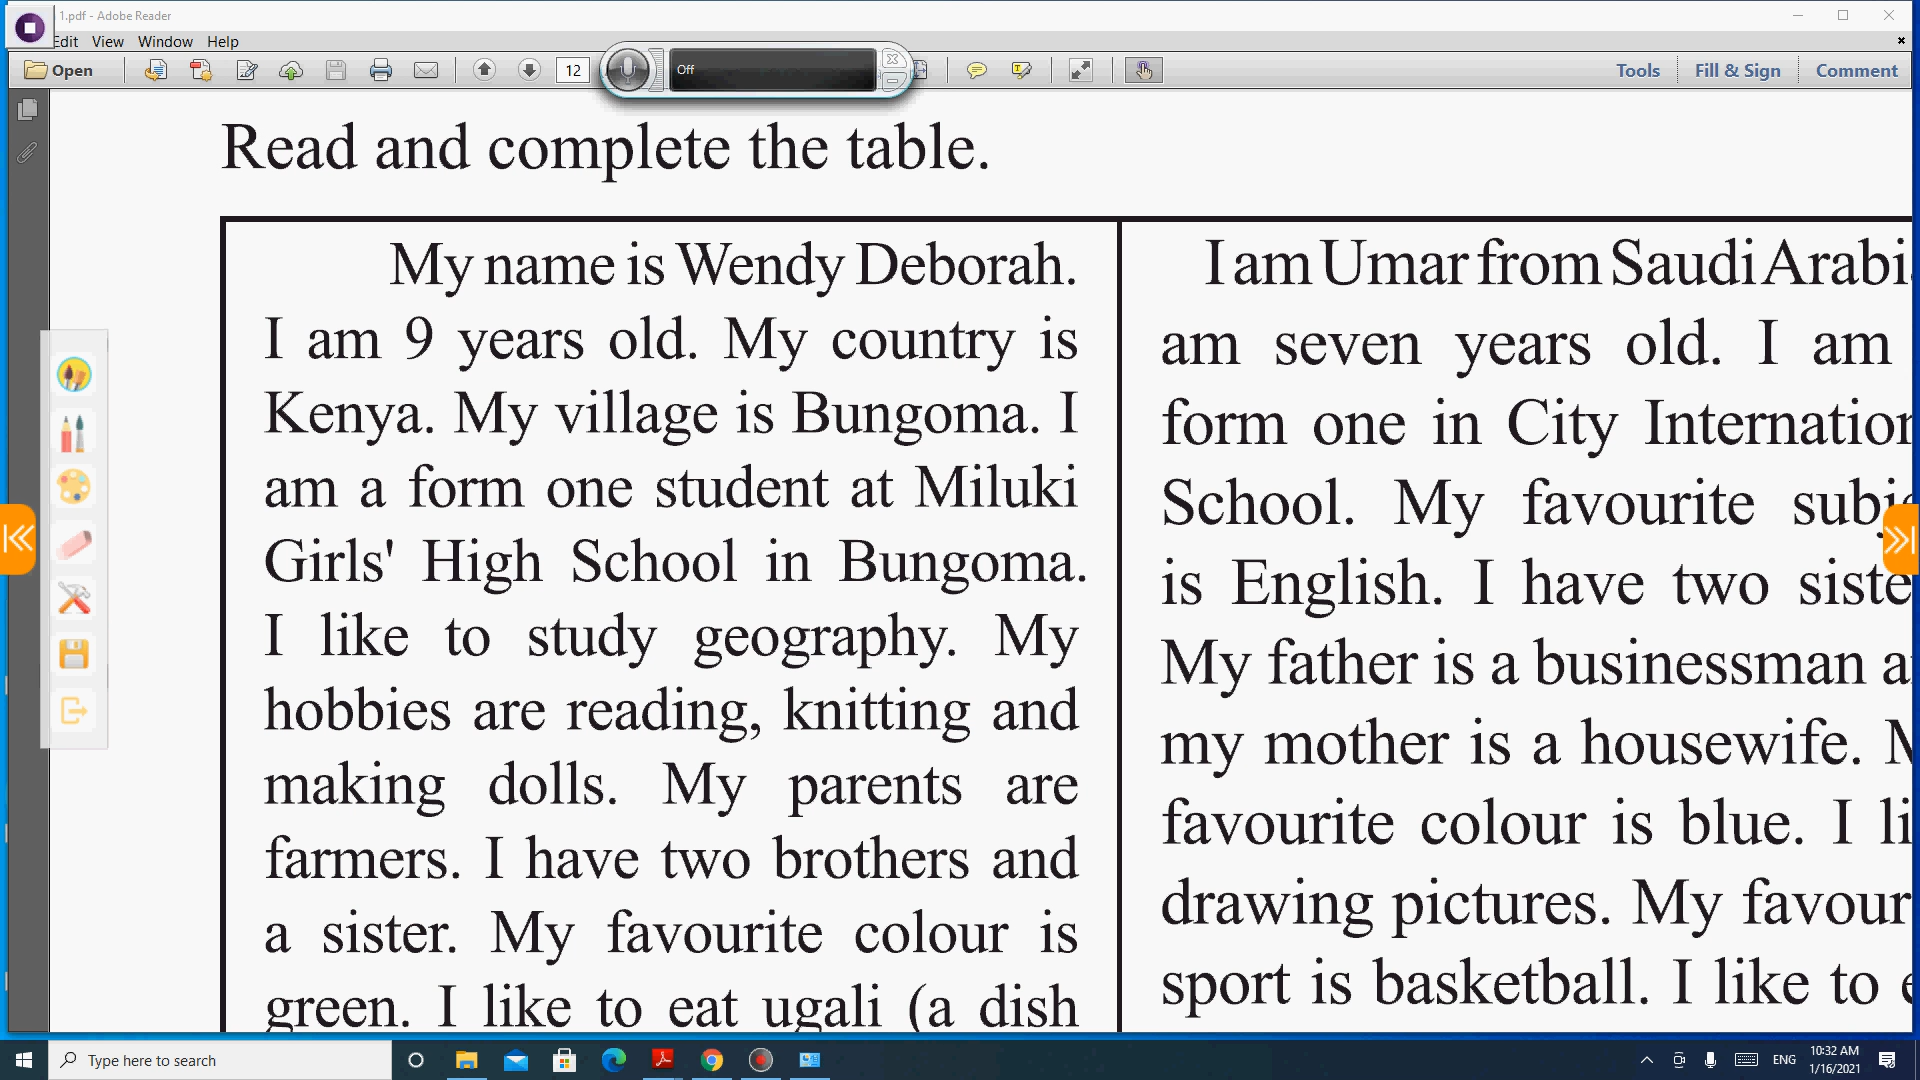 1.pdf - Adobe Reader
Edit View Window Help
Open
12
Off
Tools
Fill & Sign
Comment
Read and complete the table.
My name is Wendy Deborah.
I am 9 years old. My country is
Kenya. My village is Bungoma. I
am a form one student at Miluki
Girls' High School in Bungoma.
I like to study geography. My
hobbies are reading, knitting and
making dolls. My parents are
farmers. I have two brothers and
a sister. My favourite colour is
green. I like to eat ugali (a dish
I am Umar from Saudi Arabi
am seven years old. I am
form one in City Internation
School. My favourite subje
is English. I have two siste
My father is a businessman a
my mother is a housewife. M
favourite colour is blue. I li
drawing pictures. My favour
sport is basketball. I like to e
Type here to search
ENG
10:32 AM
1/16/2021